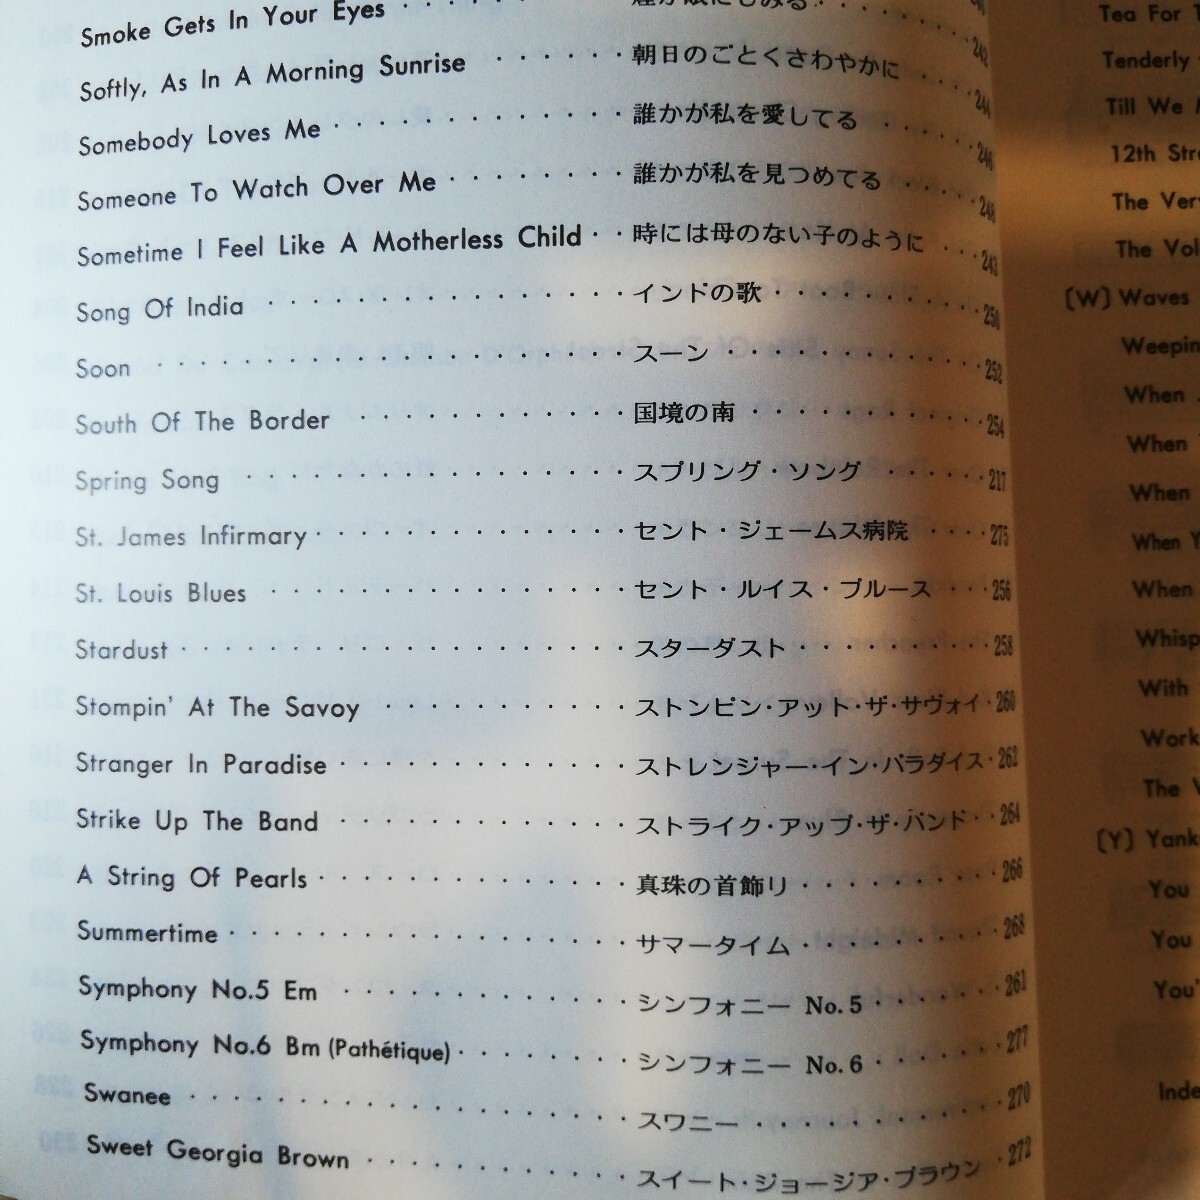 Smoke Gets In Your Eyes
Softly, As In A Morning Sunrise ・・・・・・ 朝日のごとくさわやかに ・・・・ 244
Somebody Loves Me ・・・・・・・・・・・・・ 誰かが私を愛してる ・・・・・・ 246
Someone To Watch Over Me ・・・・・・・・ 誰かが私を見つめてる ・・・・・ 248
Sometime I Feel Like A Motherless Child ・・ 時には母のない子のように ・・・ 243
Song Of India ・・・・・・・・・・・・・・・・ インドの歌 ・・・・・・・・・・ 250
Soon ・・・・・・・・・・・・・・・・・・・ スーン ・・・・・・・・・・・・ 252
South Of The Border ・・・・・・・・・・・・ 国境の南 ・・・・・・・・・・・ 254
Spring Song ・・・・・・・・・・・・・・・・ スプリング・ソング ・・・・・・ 217
St. James Infirmary ・・・・・・・・・・・・・ セント・ジェームス病院 ・・・・ 275
St. Louis Blues ・・・・・・・・・・・・・・・ セント・ルイス・ブルース ・・・ 256
Stardust ・・・・・・・・・・・・・・・・・・ スターダスト ・・・・・・・・・ 258
Stompin' At The Savoy ・・・・・・・・・・・ ストンピン・アット・ザ・サヴォイ・ 260
Stranger In Paradise ・・・・・・・・・・・・ ストレンジャー・イン・パラダイス・ 262
Strike Up The Band ・・・・・・・・・・・・ ストライク・アップ・ザ・バンド・・ 264
A String Of Pearls ・・・・・・・・・・・・・ 真珠の首飾り ・・・・・・・・・ 266
Summertime ・・・・・・・・・・・・・・・・ サマータイム ・・・・・・・・・ 268
Symphony No.5 Em ・・・・・・・・・・・・ シンフォニー No. 5 ・・・・・・ 261
Symphony No.6 Bm (Pathétique) ・・・・・・・ シンフォニー No. 6 ・・・・・・ 277
Swanee ・・・・・・・・・・・・・・・・・・ スワニー ・・・・・・・・・・・ 270
Sweet Georgia Brown ・・・・・・・・・・・ スイート・ジョージア・ブラウン ・ 272
Tea For
Tenderly
Till We
12th
The
The
(W) Waves
When
When
When
When
When
With
The
(Y)
You
You